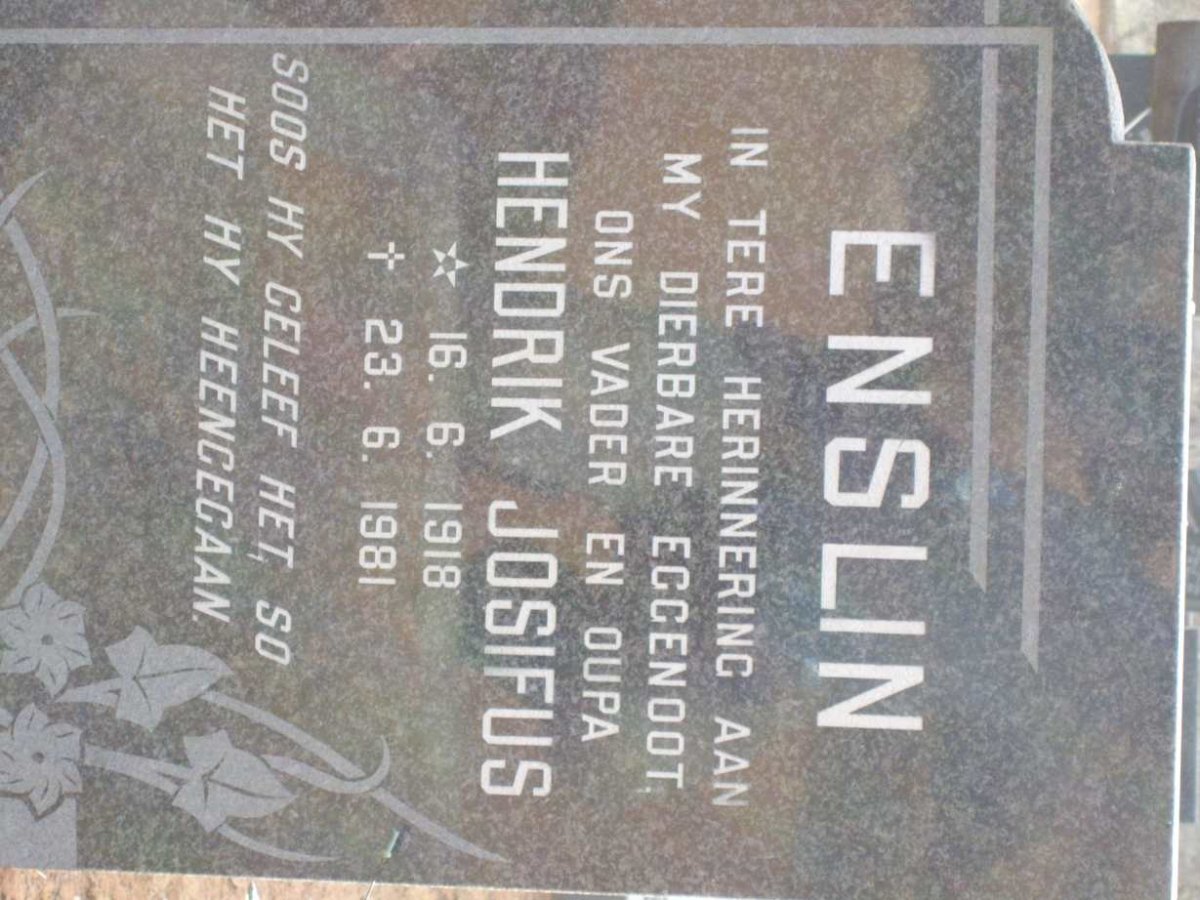 ENSLIN
IN TERE HERINNERING AAN
MY DIERBARE EGGENOOT,
ONS VADER EN OUPA
HENDRIK JOSIFUS
☆ 16. 6. 1918
✝ 23. 6. 1981
SOOS HY GELEEF HET, SO
HET HY HEENGEGAAN.